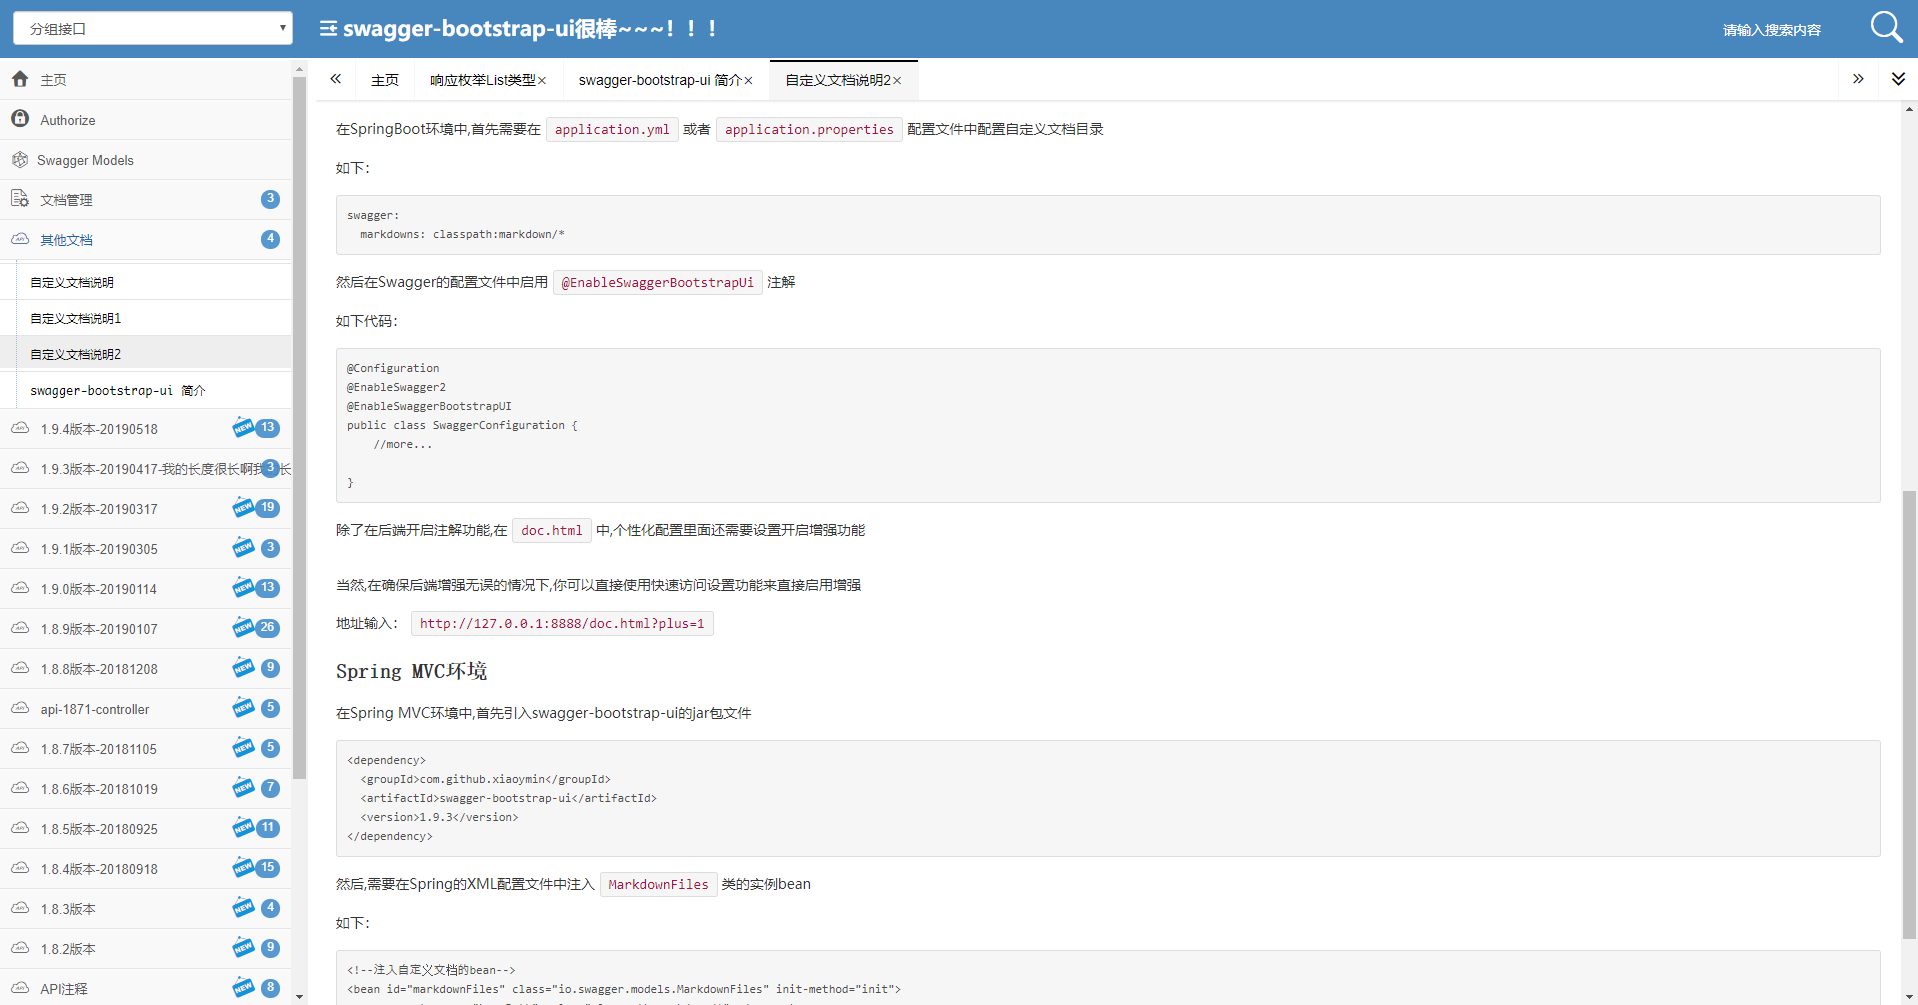 分组接口
swagger-bootstrap-ui很棒~~~！！！
请输入搜索内容
主页
Authorize
Swagger Models
文档管理 3
其他文档 4
自定义文档说明
自定义文档说明1
自定义文档说明2
swagger-bootstrap-ui 简介
1.9.4版本-20190518 NEW 13
1.9.3版本-20190417-我的长度很长啊我 3 长
1.9.2版本-20190317 NEW 19
1.9.1版本-20190305 NEW 3
1.9.0版本-20190114 NEW 13
1.8.9版本-20190107 NEW 26
1.8.8版本-20181208 NEW 9
api-1871-controller NEW 5
1.8.7版本-20181105 NEW 5
1.8.6版本-20181019 NEW 7
1.8.5版本-20180925 NEW 11
1.8.4版本-20180918 NEW 15
1.8.3版本 NEW 4
1.8.2版本 NEW 9
API注释 NEW 8
主页 响应枚举List类型× swagger-bootstrap-ui 简介× 自定义文档说明2×
在SpringBoot环境中,首先需要在 application.yml 或者 application.properties 配置文件中配置自定义文档目录
如下：
swagger:
markdowns: classpath:markdown/*
然后在Swagger的配置文件中启用 @EnableSwaggerBootstrapUi 注解
如下代码：
@Configuration
@EnableSwagger2
@EnableSwaggerBootstrapUI
public class SwaggerConfiguration {
//more...
}
除了在后端开启注解功能,在 doc.html 中,个性化配置里面还需要设置开启增强功能
当然,在确保后端增强无误的情况下,你可以直接使用快速访问设置功能来直接启用增强
地址输入： http://127.0.0.1:8888/doc.html?plus=1
Spring MVC环境
在Spring MVC环境中,首先引入swagger-bootstrap-ui的jar包文件
<dependency>
<groupId>com.github.xiaoymin</groupId>
<artifactId>swagger-bootstrap-ui</artifactId>
<version>1.9.3</version>
</dependency>
然后,需要在Spring的XML配置文件中注入 MarkdownFiles 类的实例bean
如下：
<!--注入自定义文档的bean-->
<bean id="markdownFiles" class="io.swagger.models.MarkdownFiles" init-method="init">